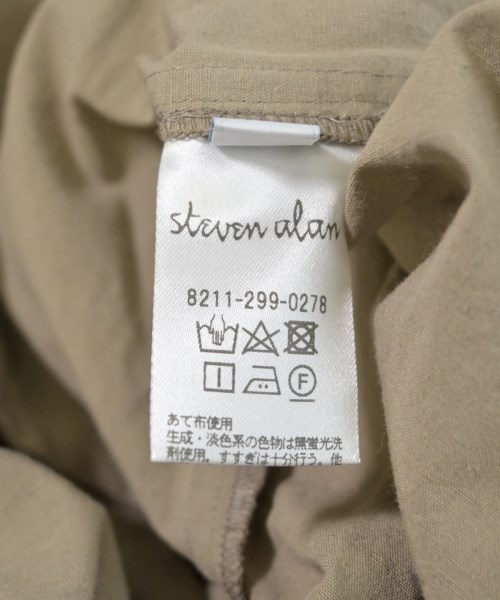 steven alan
8211-299-0278
F
あて布使用
生成・淡色系の色物は無蛍光洗
剤使用。すすぎは十分行う。他